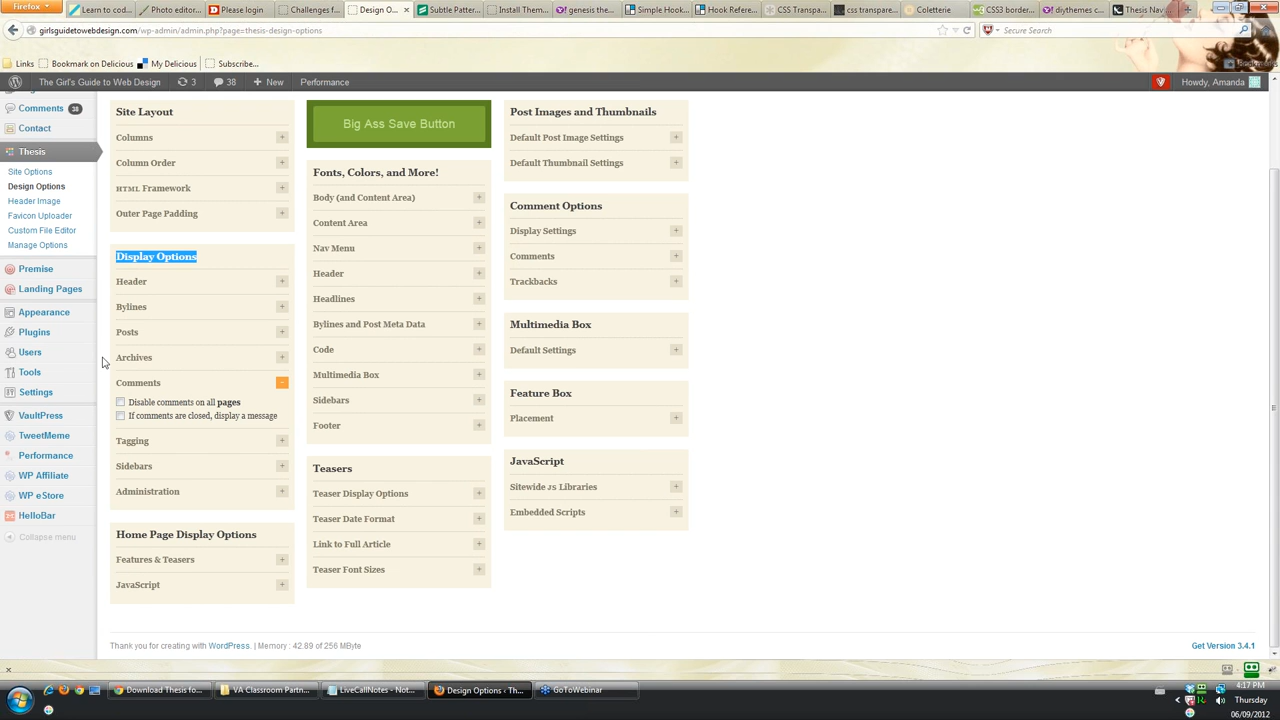 Firefox
Learn to cod...
Photo editor...
Please login
Challenges f...
Design O...
Subtle Patter...
Install Them...
genesis the...
Simple Hook...
Hook Refere...
CSS Transpa...
css transpare...
Coletterie
CSS3 border...
diythemes c...
Thesis Nav...
girlsguidetowebdesign.com/wp-admin/admin.php?page=thesis-design-options
Secure Search
Links
Bookmark on Delicious
My Delicious
Subscribe...
The Girl's Guide to Web Design
3
38
New
Performance
Howdy, Amanda
Comments 38
Contact
Thesis
Site Options
Design Options
Header Image
Favicon Uploader
Custom File Editor
Manage Options
Premise
Landing Pages
Appearance
Plugins
Users
Tools
Settings
VaultPress
TweetMeme
Performance
WP Affiliate
WP eStore
HelloBar
Collapse menu
Site Layout
Columns
Column Order
HTML Framework
Outer Page Padding
Display Options
Header
Bylines
Posts
Archives
Comments
Disable comments on all pages
If comments are closed, display a message
Tagging
Sidebars
Administration
Home Page Display Options
Features & Teasers
JavaScript
Big Ass Save Button
Fonts, Colors, and More!
Body (and Content Area)
Content Area
Nav Menu
Header
Headlines
Bylines and Post Meta Data
Code
Multimedia Box
Sidebars
Footer
Teasers
Teaser Display Options
Teaser Date Format
Link to Full Article
Teaser Font Sizes
Post Images and Thumbnails
Default Post Image Settings
Default Thumbnail Settings
Comment Options
Display Settings
Comments
Trackbacks
Multimedia Box
Default Settings
Feature Box
Placement
JavaScript
Sitewide JS Libraries
Embedded Scripts
Thank you for creating with WordPress. | Memory : 42.89 of 256 MByte
Get Version 3.4.1
Download Thesis fo...
VA Classroom Partn...
LiveCallNotes - Not...
Design Options ‹ Th...
GoToWebinar
4:17 PM
Thursday
06/09/2012